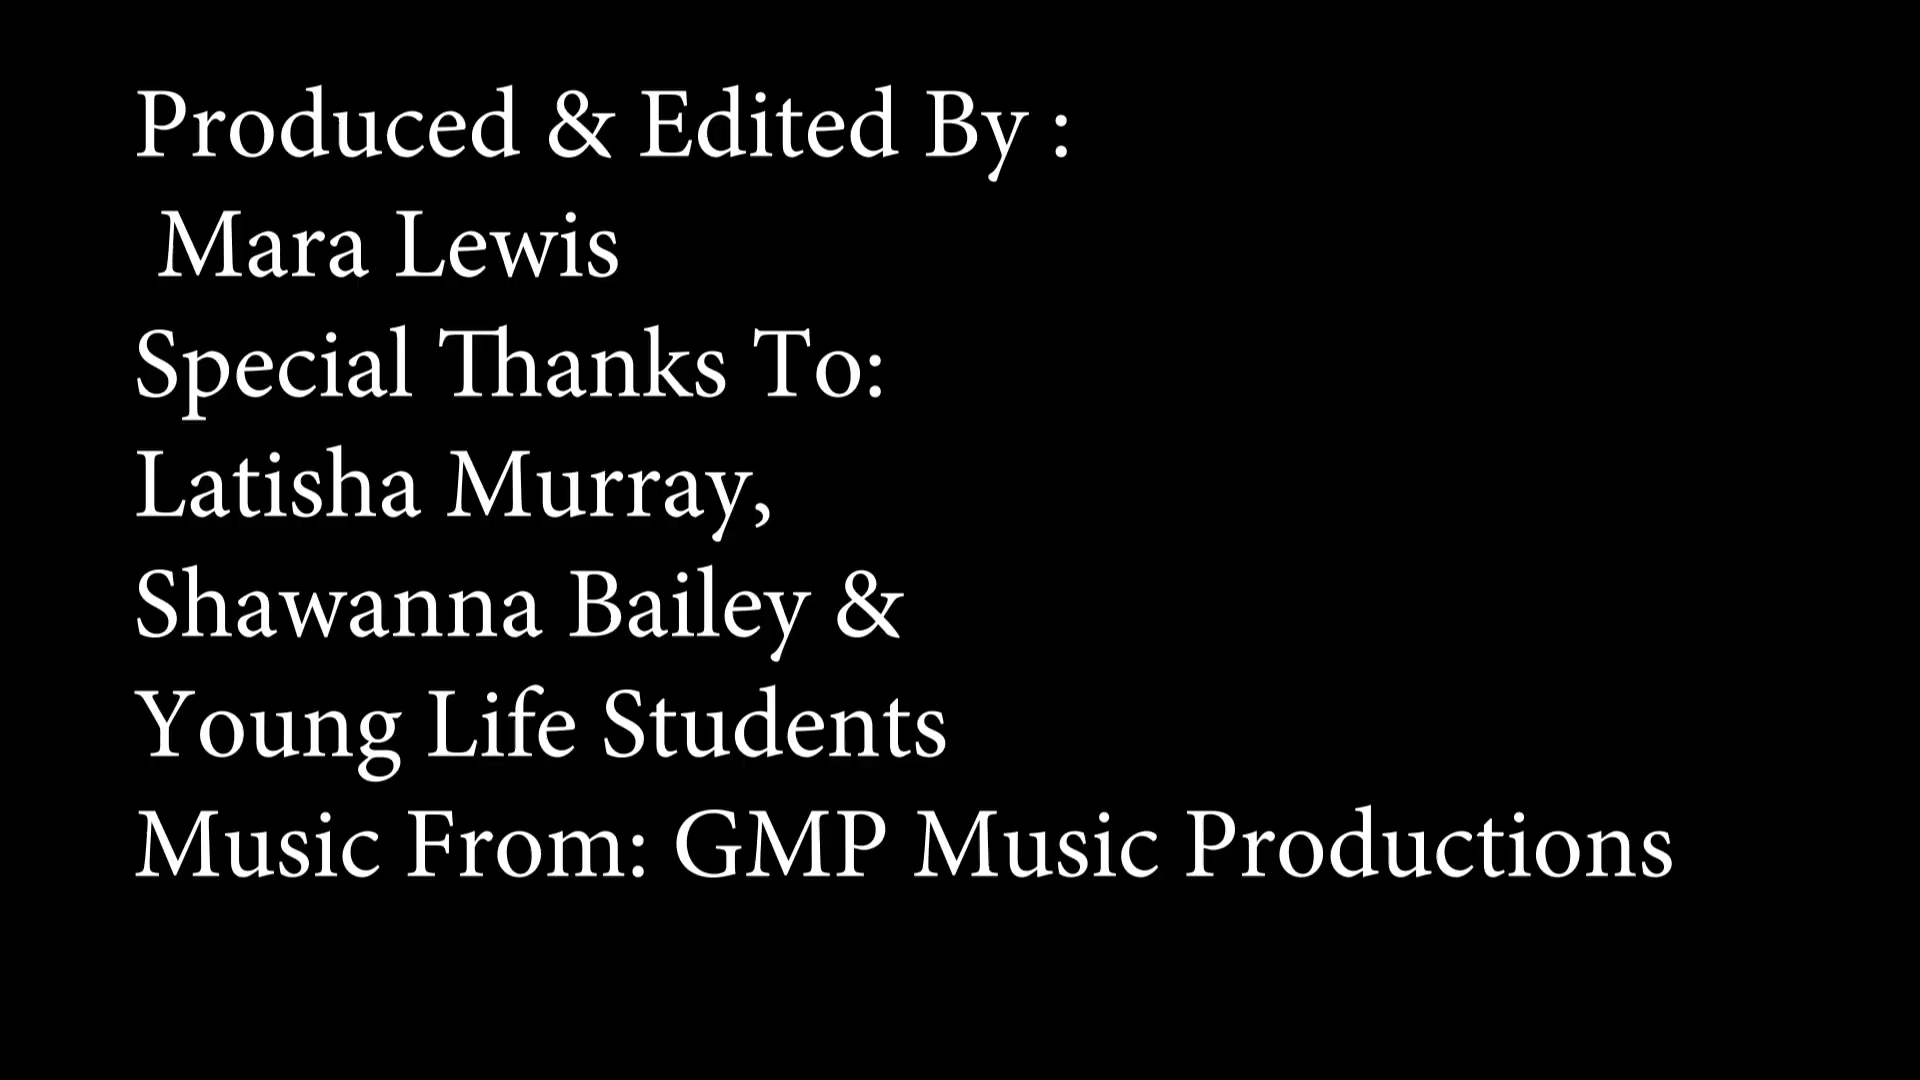 Produced & Edited By :
Mara Lewis
Special Thanks To:
Latisha Murray,
Shawanna Bailey &
Young Life Students
Music From: GMP Music Productions